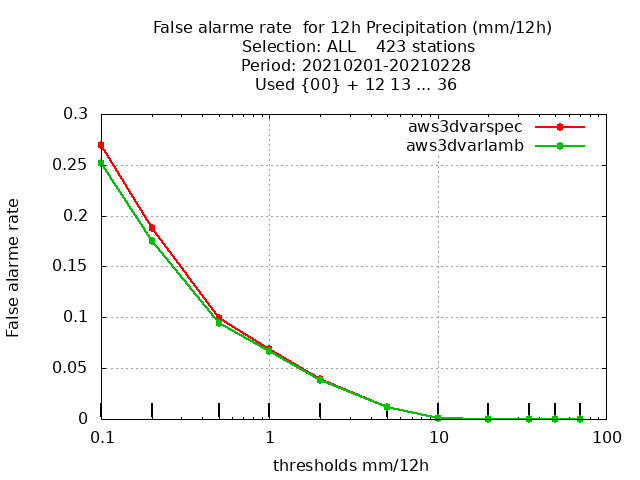 False alarme rate  for 12h Precipitation (mm/12h)
Selection: ALL    423 stations
Period: 20210201-20210228
Used {00} + 12 13 ... 36
aws3dvarspec
aws3dvarlamb
False alarme rate
0.3
0.25
0.2
0.15
0.1
0.05
0
0.1 1 10 100
thresholds mm/12h